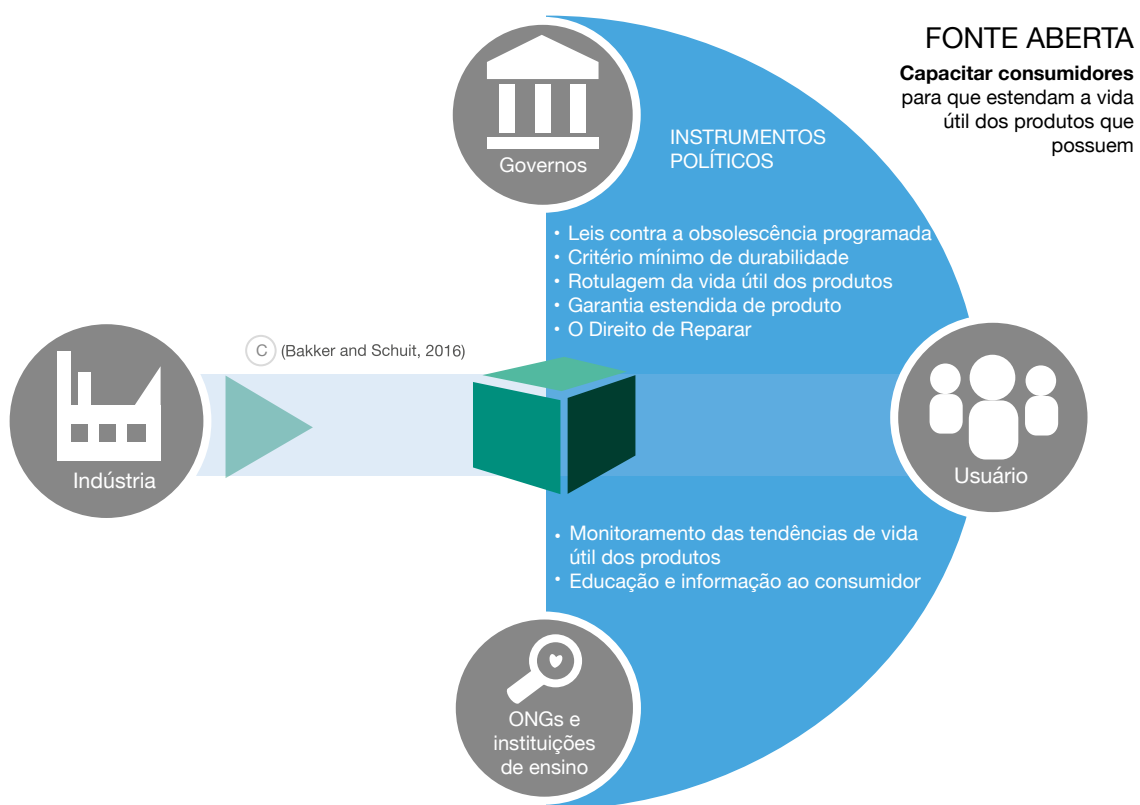 FONTE ABERTA
Capacitar consumidores
para que estendam a vida
útil dos produtos que
possuem
Governos
INSTRUMENTOS
POLÍTICOS
• Leis contra a obsolescência programada
• Critério mínimo de durabilidade
• Rotulagem da vida útil dos produtos
• Garantia estendida de produto
• O Direito de Reparar
C (Bakker and Schuit, 2016)
Indústria
Usuário
• Monitoramento das tendências de vida
útil dos produtos
• Educação e informação ao consumidor
ONGs e
instituições
de ensino